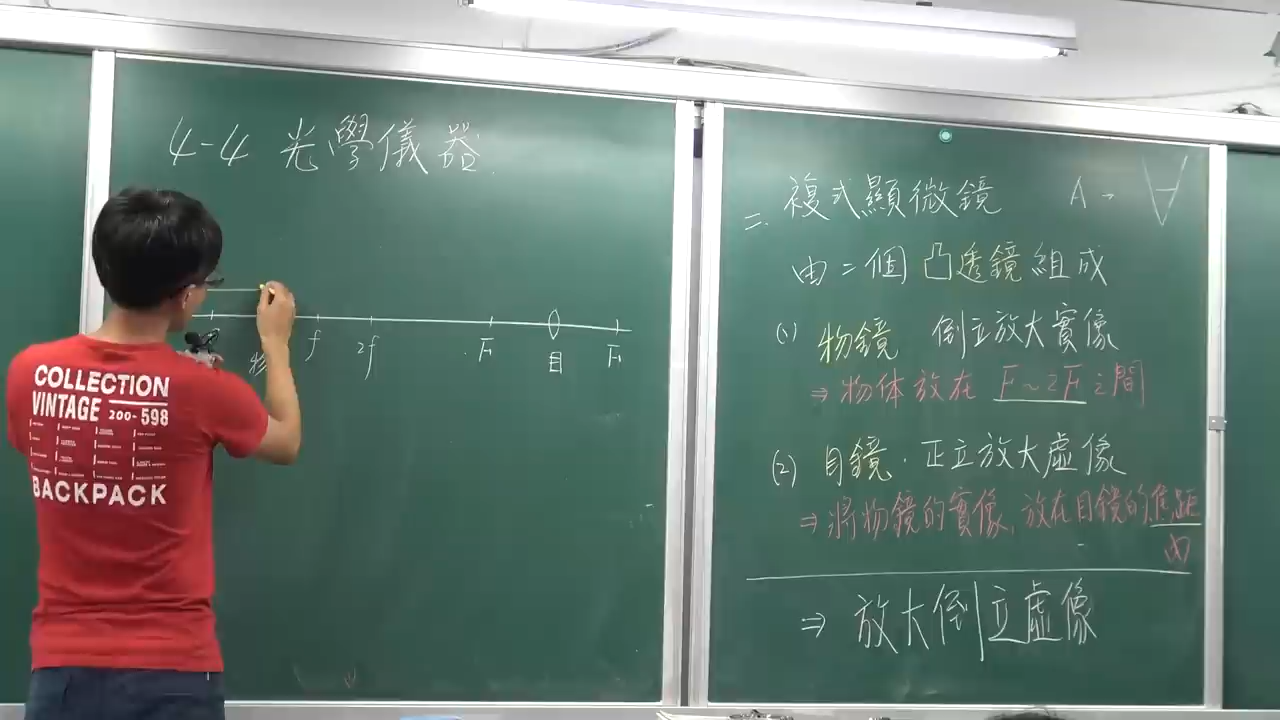 4-4 光學儀器
物 f 2f F 目 F
COLLECTION
VINTAGE 200-598
BACKPACK
二. 複式顯微鏡 A → ∀
由二個凸透鏡組成
(1) 物鏡 倒立放大實像
⇒ 物体放在 F~2F 之間
(2) 目鏡. 正立放大虛像
⇒ 將物鏡的實像, 放在目鏡的焦距
內
⇒ 放大倒立虛像